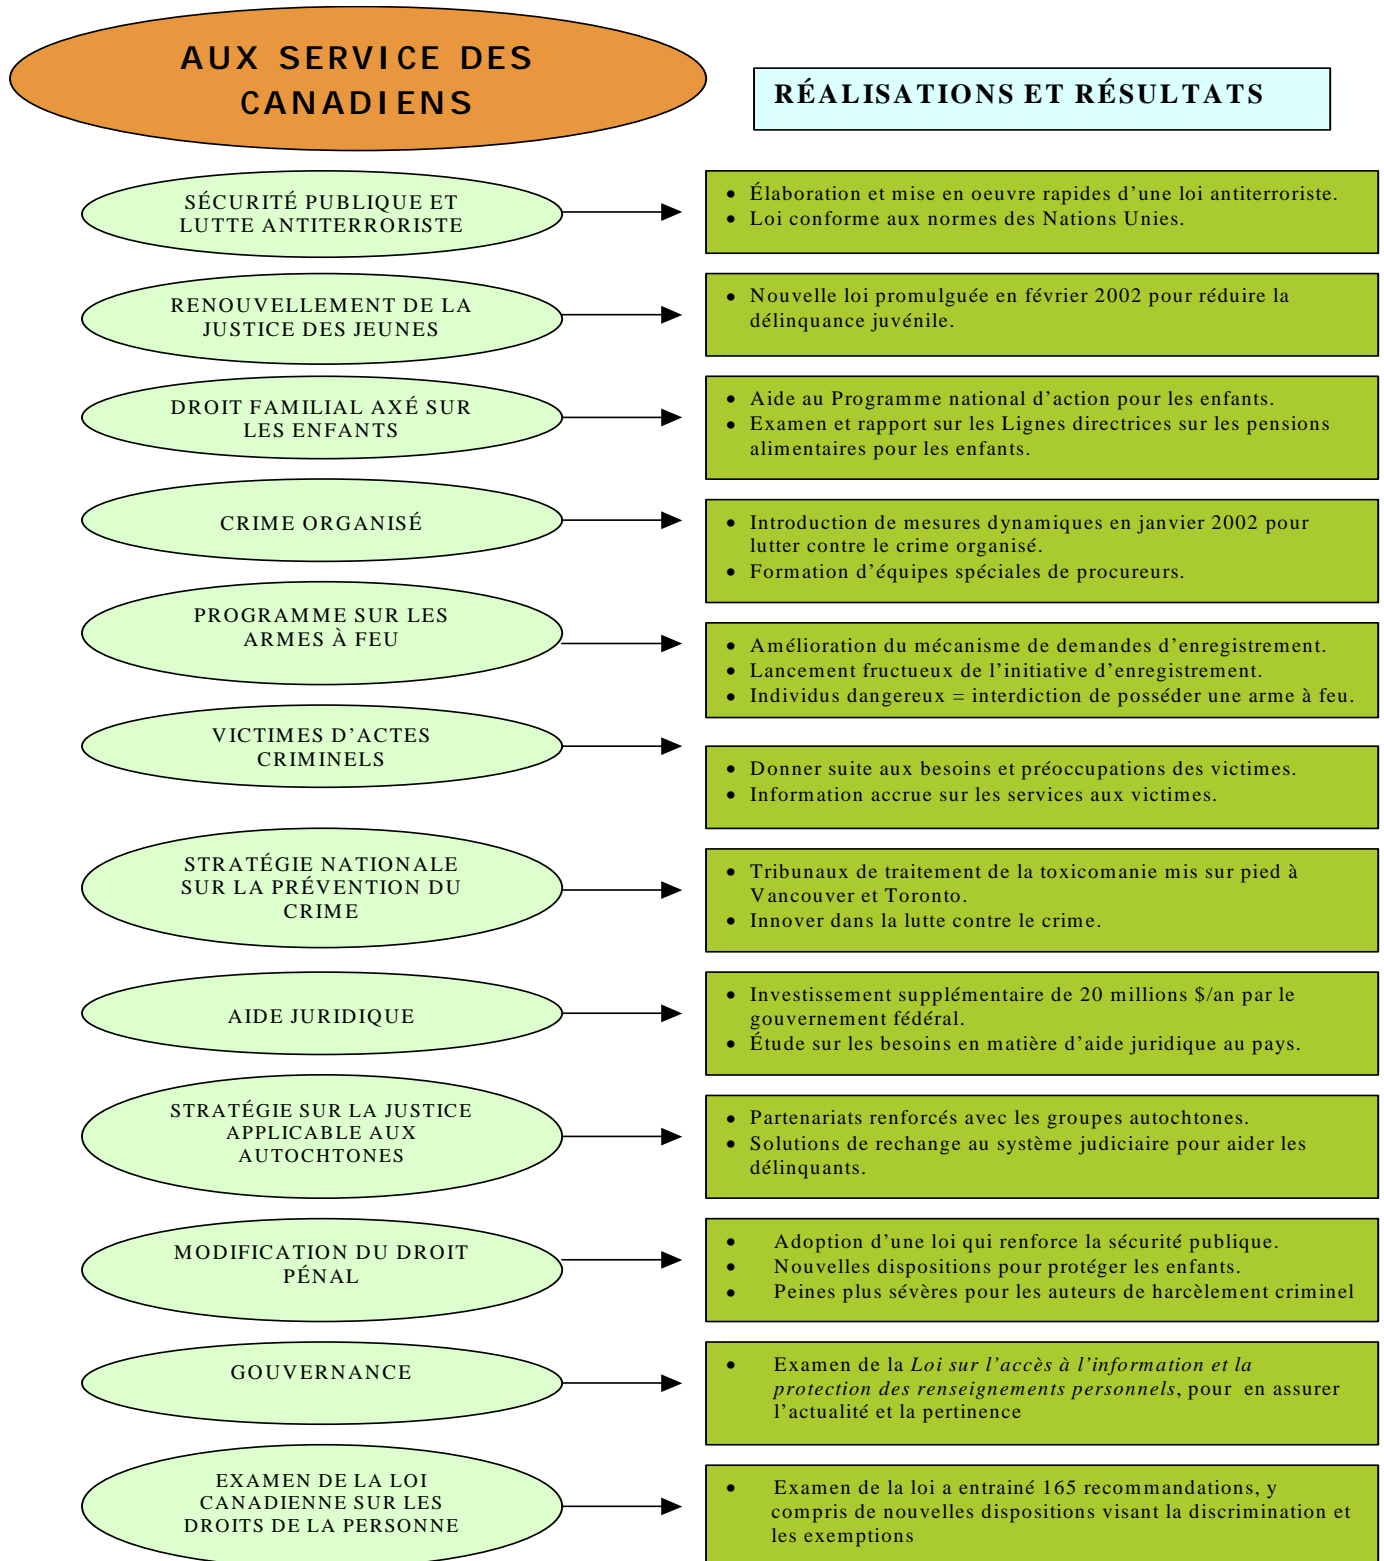 AUX SERVICE DES
CANADIENS
RÉALISATIONS ET RÉSULTATS
SÉCURITÉ PUBLIQUE ET
LUTTE ANTITERRORISTE
• Élaboration et mise en oeuvre rapides d’une loi antiterroriste.
• Loi conforme aux normes des Nations Unies.
RENOUVELLEMENT DE LA
JUSTICE DES JEUNES
• Nouvelle loi promulguée en février 2002 pour réduire la
délinquance juvénile.
DROIT FAMILIAL AXÉ SUR
LES ENFANTS
• Aide au Programme national d’action pour les enfants.
• Examen et rapport sur les Lignes directrices sur les pensions
alimentaires pour les enfants.
CRIME ORGANISÉ
• Introduction de mesures dynamiques en janvier 2002 pour
lutter contre le crime organisé.
• Formation d’équipes spéciales de procureurs.
PROGRAMME SUR LES
ARMES À FEU
• Amélioration du mécanisme de demandes d’enregistrement.
• Lancement fructueux de l’initiative d’enregistrement.
• Individus dangereux = interdiction de posséder une arme à feu.
VICTIMES D’ACTES
CRIMINELS
• Donner suite aux besoins et préoccupations des victimes.
• Information accrue sur les services aux victimes.
STRATÉGIE NATIONALE
SUR LA PRÉVENTION DU
CRIME
• Tribunaux de traitement de la toxicomanie mis sur pied à
Vancouver et Toronto.
• Innover dans la lutte contre le crime.
AIDE JURIDIQUE
• Investissement supplémentaire de 20 millions $/an par le
gouvernement fédéral.
• Étude sur les besoins en matière d’aide juridique au pays.
STRATÉGIE SUR LA JUSTICE
APPLICABLE AUX
AUTOCHTONES
• Partenariats renforcés avec les groupes autochtones.
• Solutions de rechange au système judiciaire pour aider les
délinquants.
MODIFICATION DU DROIT
PÉNAL
• Adoption d’une loi qui renforce la sécurité publique.
• Nouvelles dispositions pour protéger les enfants.
• Peines plus sévères pour les auteurs de harcèlement criminel
GOUVERNANCE
• Examen de la Loi sur l’accès à l’information et la
protection des renseignements personnels, pour en assurer
l’actualité et la pertinence
EXAMEN DE LA LOI
CANADIENNE SUR LES
DROITS DE LA PERSONNE
• Examen de la loi a entrainé 165 recommandations, y
compris de nouvelles dispositions visant la discrimination et
les exemptions